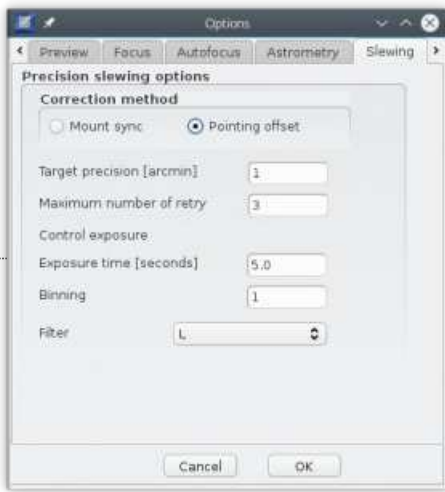 Options
Preview Focus Autofocus Astrometry Slewing
Precision slewing options
Correction method
Mount sync Pointing offset
Target precision [arcmin] 1
Maximum number of retry 3
Control exposure
Exposure time [seconds] 5.0
Binning 1
Filter L
Cancel OK